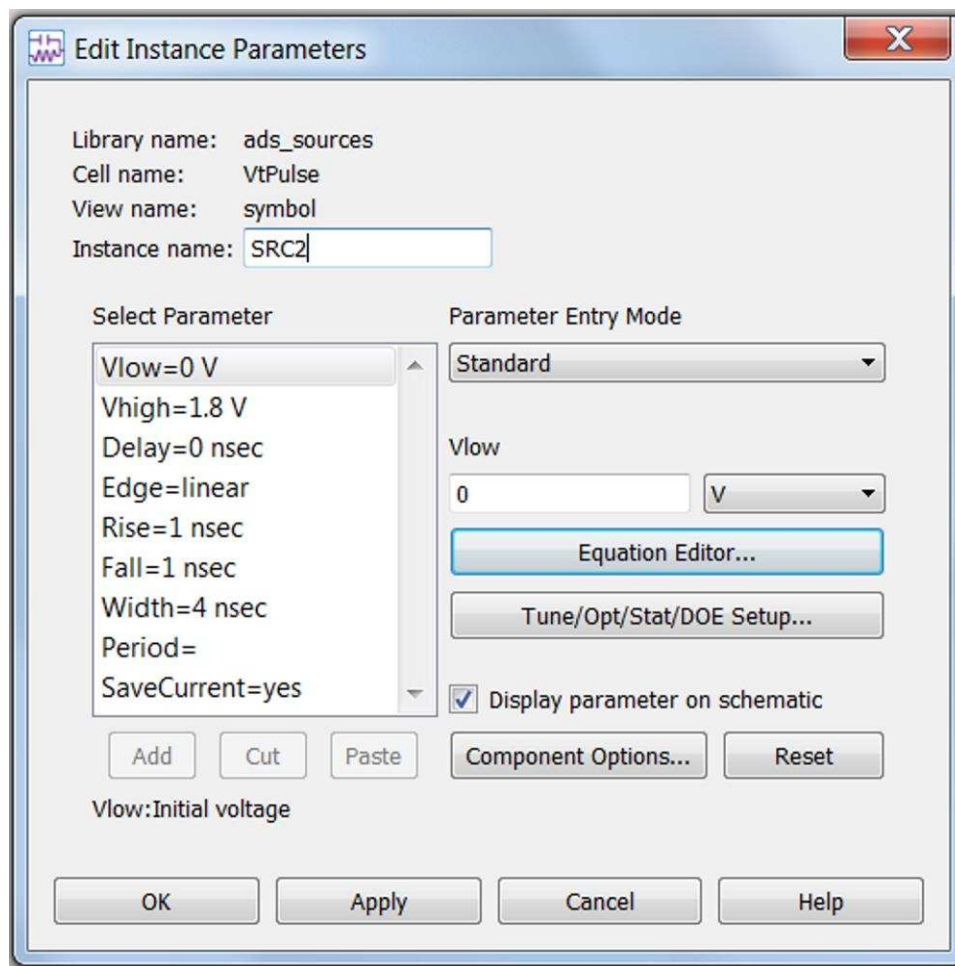 Edit Instance Parameters
Library name: ads_sources
Cell name: VtPulse
View name: symbol
Instance name: SRC2
Select Parameter
Vlow=0 V
Vhigh=1.8 V
Delay=0 nsec
Edge=linear
Rise=1 nsec
Fall=1 nsec
Width=4 nsec
Period=
SaveCurrent=yes
Add Cut Paste
Vlow:Initial voltage
Parameter Entry Mode
Standard
Vlow
0 V
Equation Editor...
Tune/Opt/Stat/DOE Setup...
Display parameter on schematic
Component Options... Reset
OK Apply Cancel Help